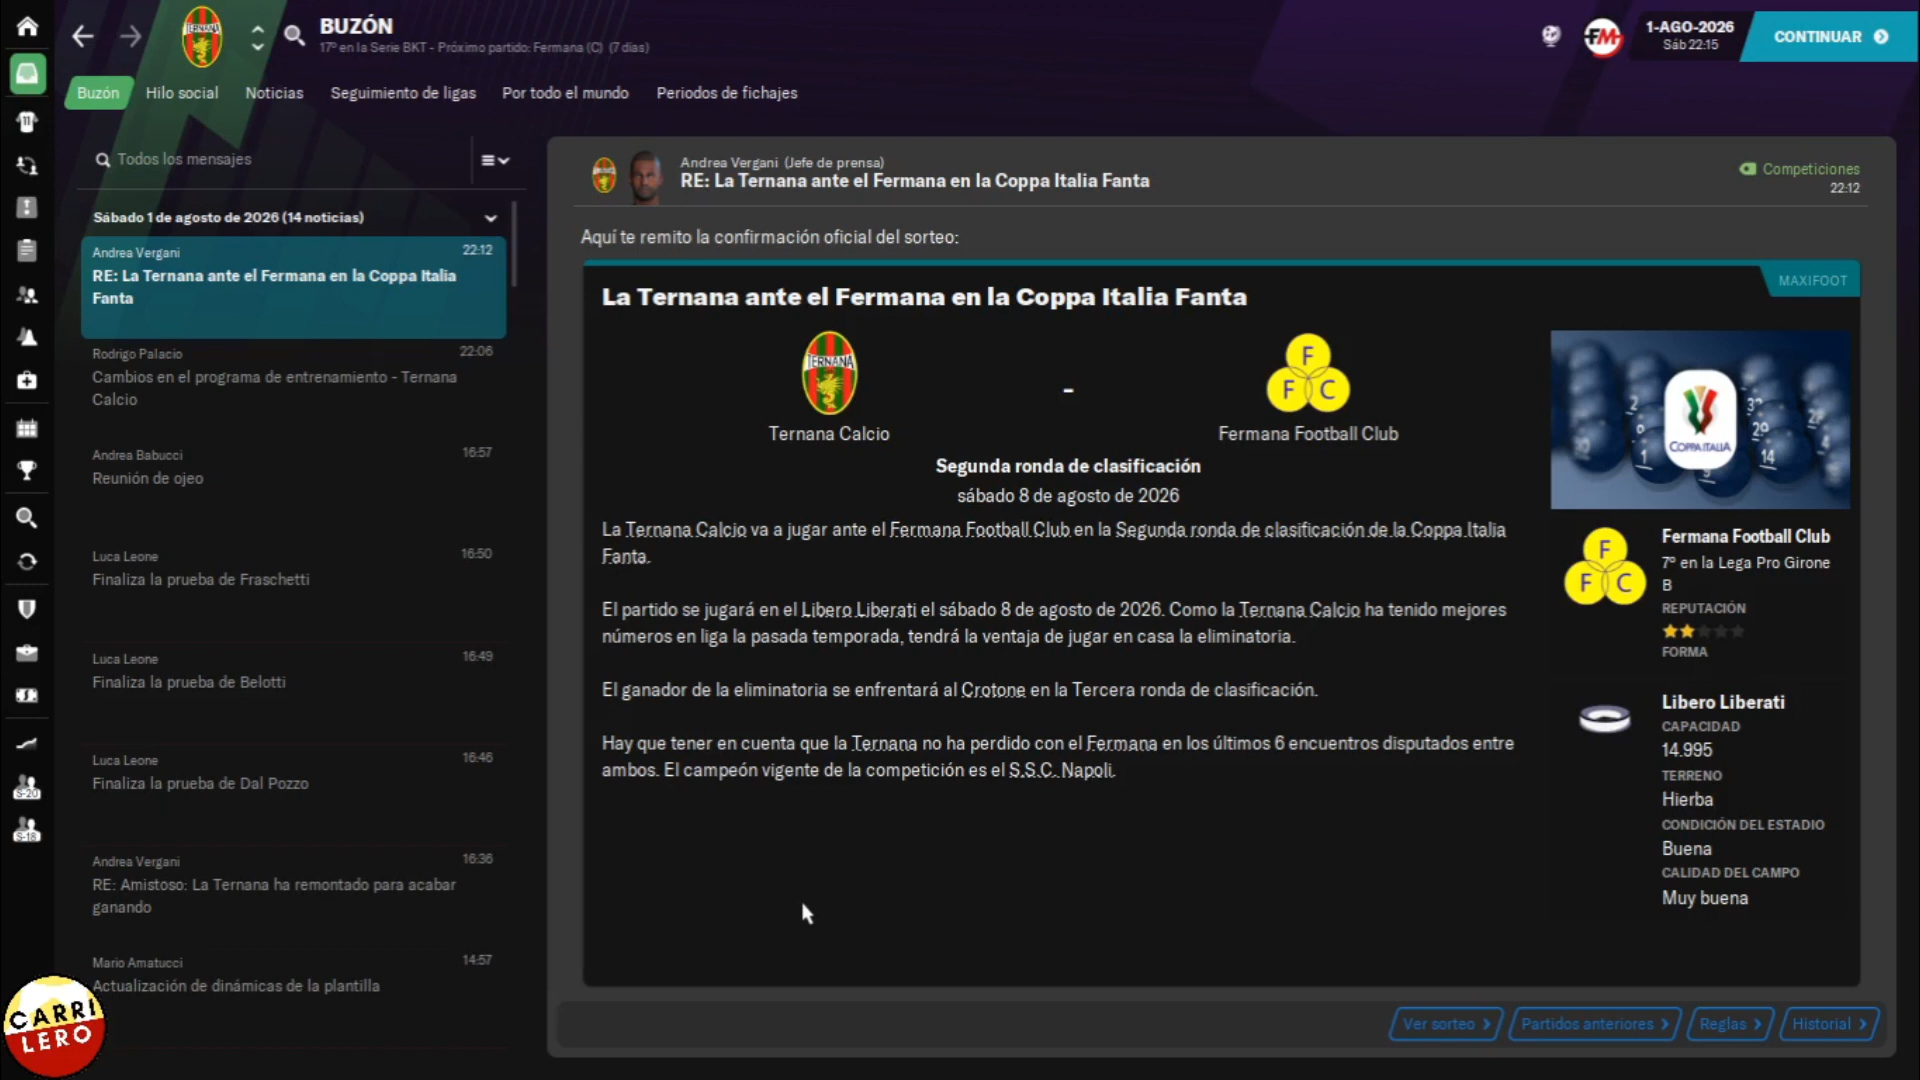 BUZÓN
17º en la Serie BKT - Próximo partido: Fermana (C) (7 días)
1-AGO-2026
Sáb 22:15
CONTINUAR
Buzón
Hilo social
Noticias
Seguimiento de ligas
Por todo el mundo
Periodos de fichajes
Todos los mensajes
Sábado 1 de agosto de 2026 (14 noticias)
Andrea Vergani
22:12
RE: La Ternana ante el Fermana en la Coppa Italia
Fanta
Rodrigo Palacio
22:06
Cambios en el programa de entrenamiento - Ternana
Calcio
Andrea Babucci
16:57
Reunión de ojeo
Luca Leone
16:50
Finaliza la prueba de Fraschetti
Luca Leone
16:49
Finaliza la prueba de Belotti
Luca Leone
16:46
Finaliza la prueba de Dal Pozzo
Andrea Vergani
16:36
RE: Amistoso: La Ternana ha remontado para acabar
ganando
Mario Amatucci
14:57
Actualización de dinámicas de la plantilla
S-20
S-18
CARRI
LERO
Andrea Vergani (Jefe de prensa)
RE: La Ternana ante el Fermana en la Coppa Italia Fanta
Competiciones
22:12
Aquí te remito la confirmación oficial del sorteo:
MAXIFOOT
La Ternana ante el Fermana en la Coppa Italia Fanta
TERNANA
F
F C
Ternana Calcio
-
Fermana Football Club
Segunda ronda de clasificación
sábado 8 de agosto de 2026
La Ternana Calcio va a jugar ante el Fermana Football Club en la Segunda ronda de clasificación de la Coppa Italia
Fanta.
El partido se jugará en el Libero Liberati el sábado 8 de agosto de 2026. Como la Ternana Calcio ha tenido mejores
números en liga la pasada temporada, tendrá la ventaja de jugar en casa la eliminatoria.
El ganador de la eliminatoria se enfrentará al Crotone en la Tercera ronda de clasificación.
Hay que tener en cuenta que la Ternana no ha perdido con el Fermana en los últimos 6 encuentros disputados entre
ambos. El campeón vigente de la competición es el S.S.C. Napoli.
COPPA ITALIA
F
F C
Fermana Football Club
7º en la Lega Pro Girone
B
REPUTACIÓN
FORMA
Libero Liberati
CAPACIDAD
14.995
TERRENO
Hierba
CONDICIÓN DEL ESTADIO
Buena
CALIDAD DEL CAMPO
Muy buena
Ver sorteo
Partidos anteriores
Reglas
Historial